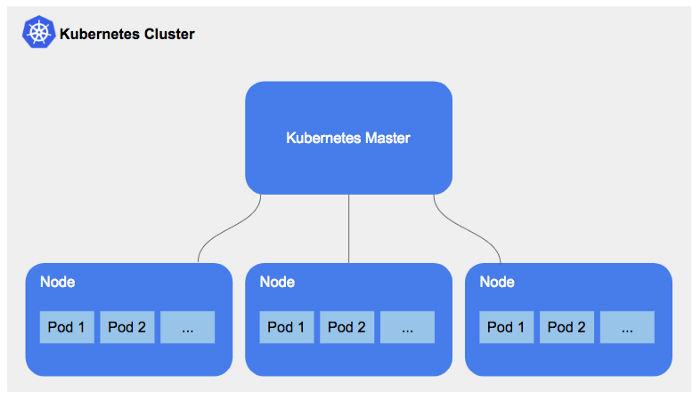 Kubernetes Cluster
Kubernetes Master
Node
Pod 1 Pod 2 ...
Node
Pod 1 Pod 2 ...
Node
Pod 1 Pod 2 ...